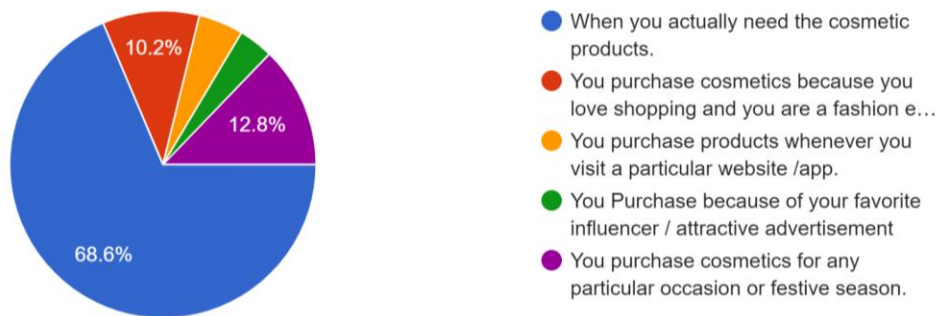 10.2%
12.8%
68.6%
When you actually need the cosmetic
products.
You purchase cosmetics because you
love shopping and you are a fashion e…
You purchase products whenever you
visit a particular website /app.
You Purchase because of your favorite
influencer / attractive advertisement
You purchase cosmetics for any
particular occasion or festive season.